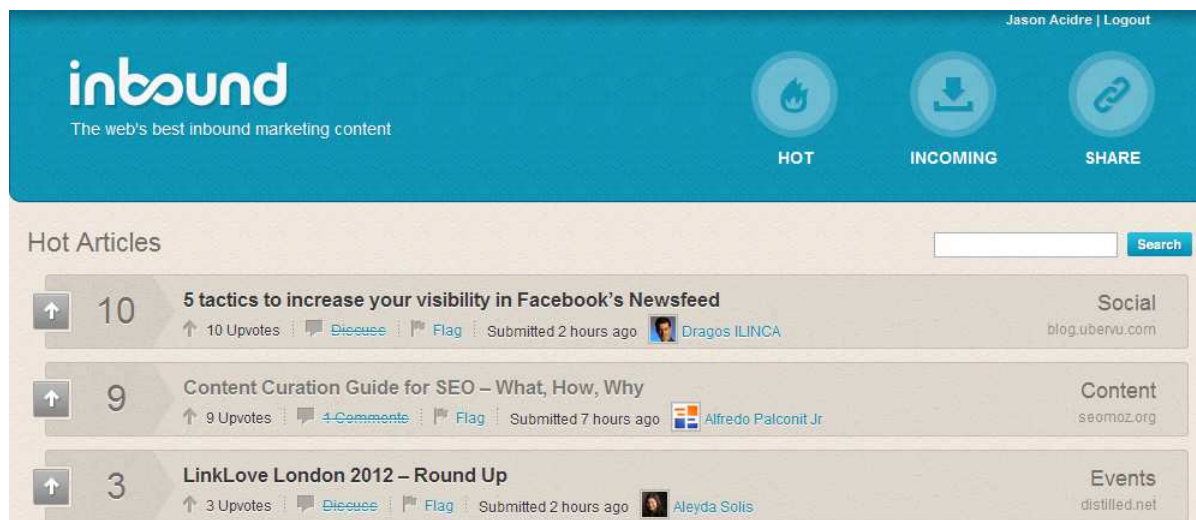 Jason Acidre | Logout
inbound
The web's best inbound marketing content
HOT
INCOMING
SHARE
Hot Articles
Search
10
5 tactics to increase your visibility in Facebook's Newsfeed
Social
10 Upvotes Discuss Flag Submitted 2 hours ago Dragos ILINCA
blog.ubervu.com
9
Content Curation Guide for SEO – What, How, Why
Content
9 Upvotes 1 Comments Flag Submitted 7 hours ago Alfredo Palconit Jr
seomoz.org
3
LinkLove London 2012 – Round Up
Events
3 Upvotes Discuss Flag Submitted 2 hours ago Aleyda Solis
distilled.net